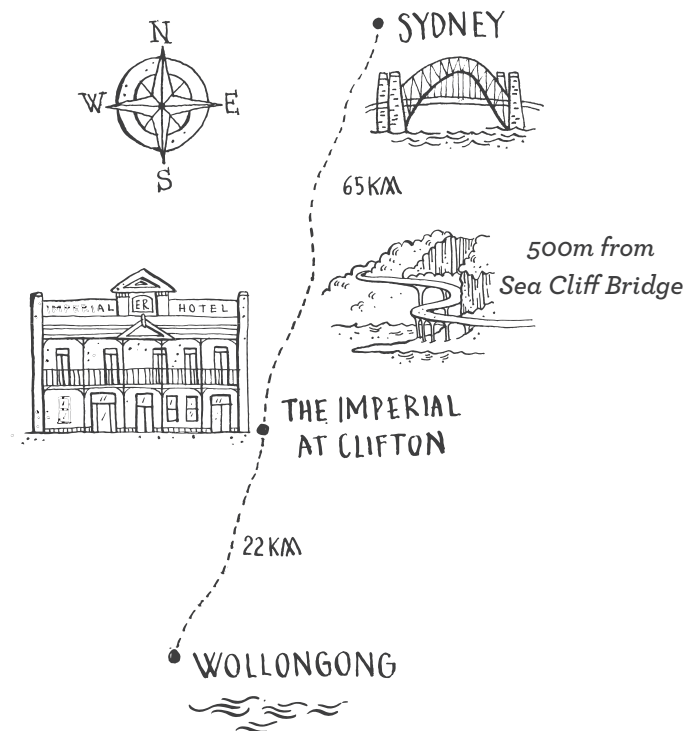 N
SYDNEY
W
E
S
65KM
500m from
Sea Cliff Bridge
IMPERIAL ER HOTEL
THE IMPERIAL
AT CLIFTON
22KM
WOLLONGONG